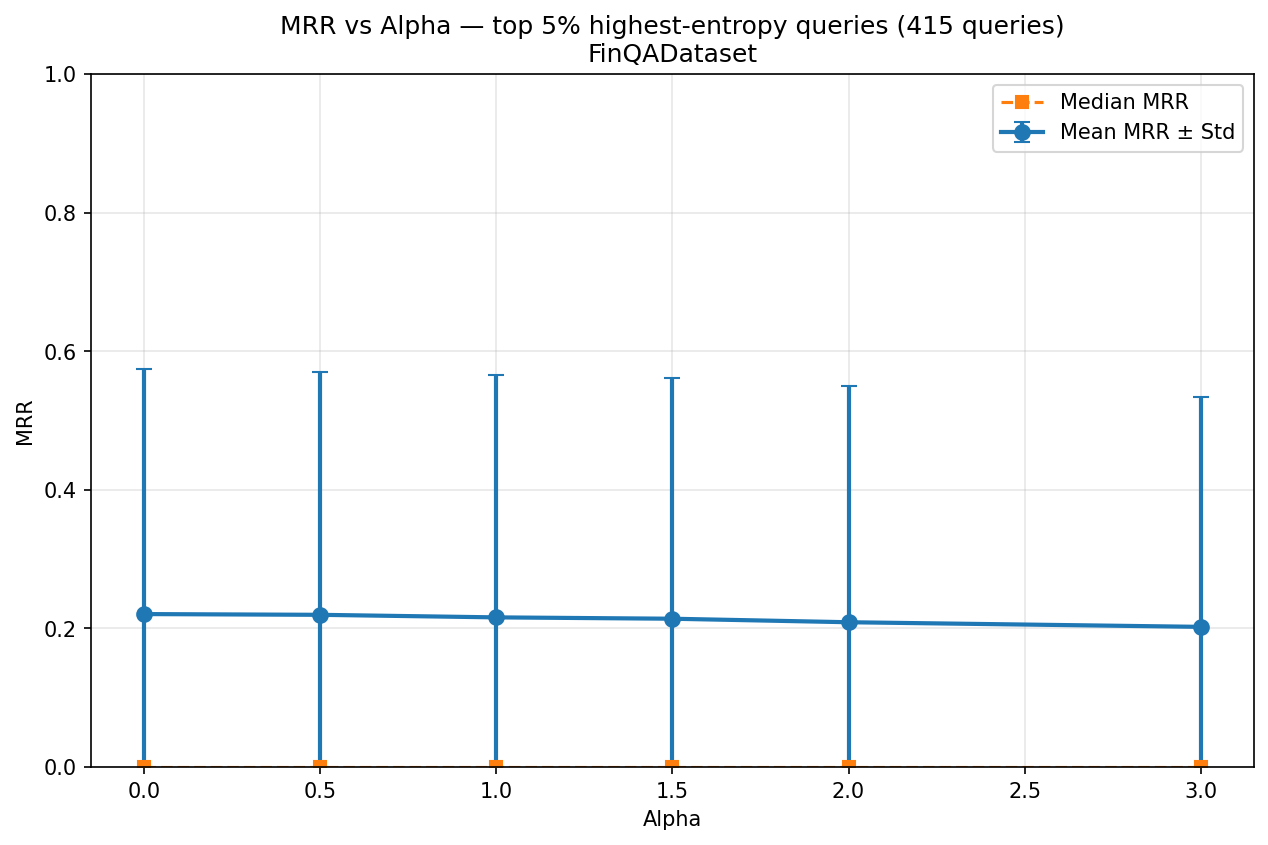 MRR vs Alpha — top 5% highest-entropy queries (415 queries)
FinQADataset
Median MRR
Mean MRR ± Std
1.0
0.8
0.6
0.4
0.2
0.0
MRR
0.0 0.5 1.0 1.5 2.0 2.5 3.0
Alpha